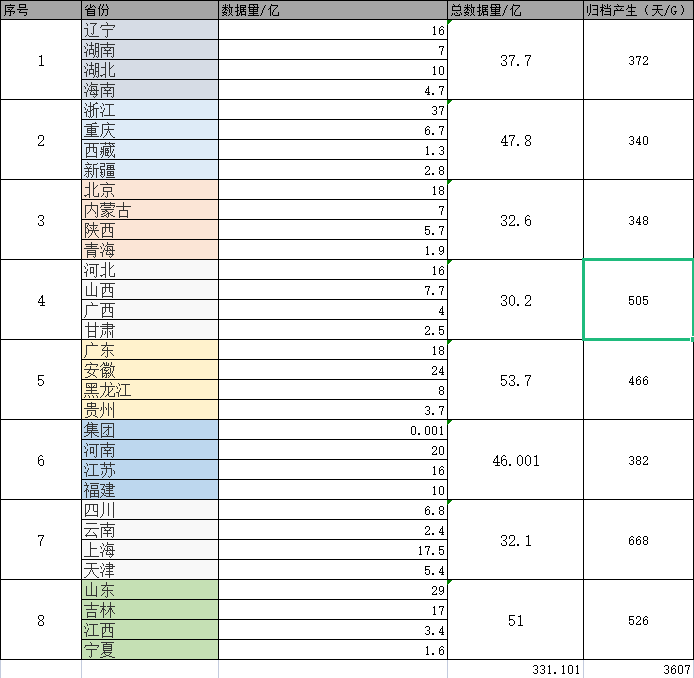 序号 省份 数据量/亿 总数据量/亿 归档产生（天/G）
1 辽宁 16 37.7 372
湖南 7
湖北 10
海南 4.7
2 浙江 37 47.8 340
重庆 6.7
西藏 1.3
新疆 2.8
3 北京 18 32.6 348
内蒙古 7
陕西 5.7
青海 1.9
4 河北 16 30.2 505
山西 7.7
广西 4
甘肃 2.5
5 广东 18 53.7 466
安徽 24
黑龙江 8
贵州 3.7
6 集团 0.001 46.001 382
河南 20
江苏 16
福建 10
7 四川 6.8 32.1 668
云南 2.4
上海 17.5
天津 5.4
8 山东 29 51 526
吉林 17
江西 3.4
宁夏 1.6
331.101 3607